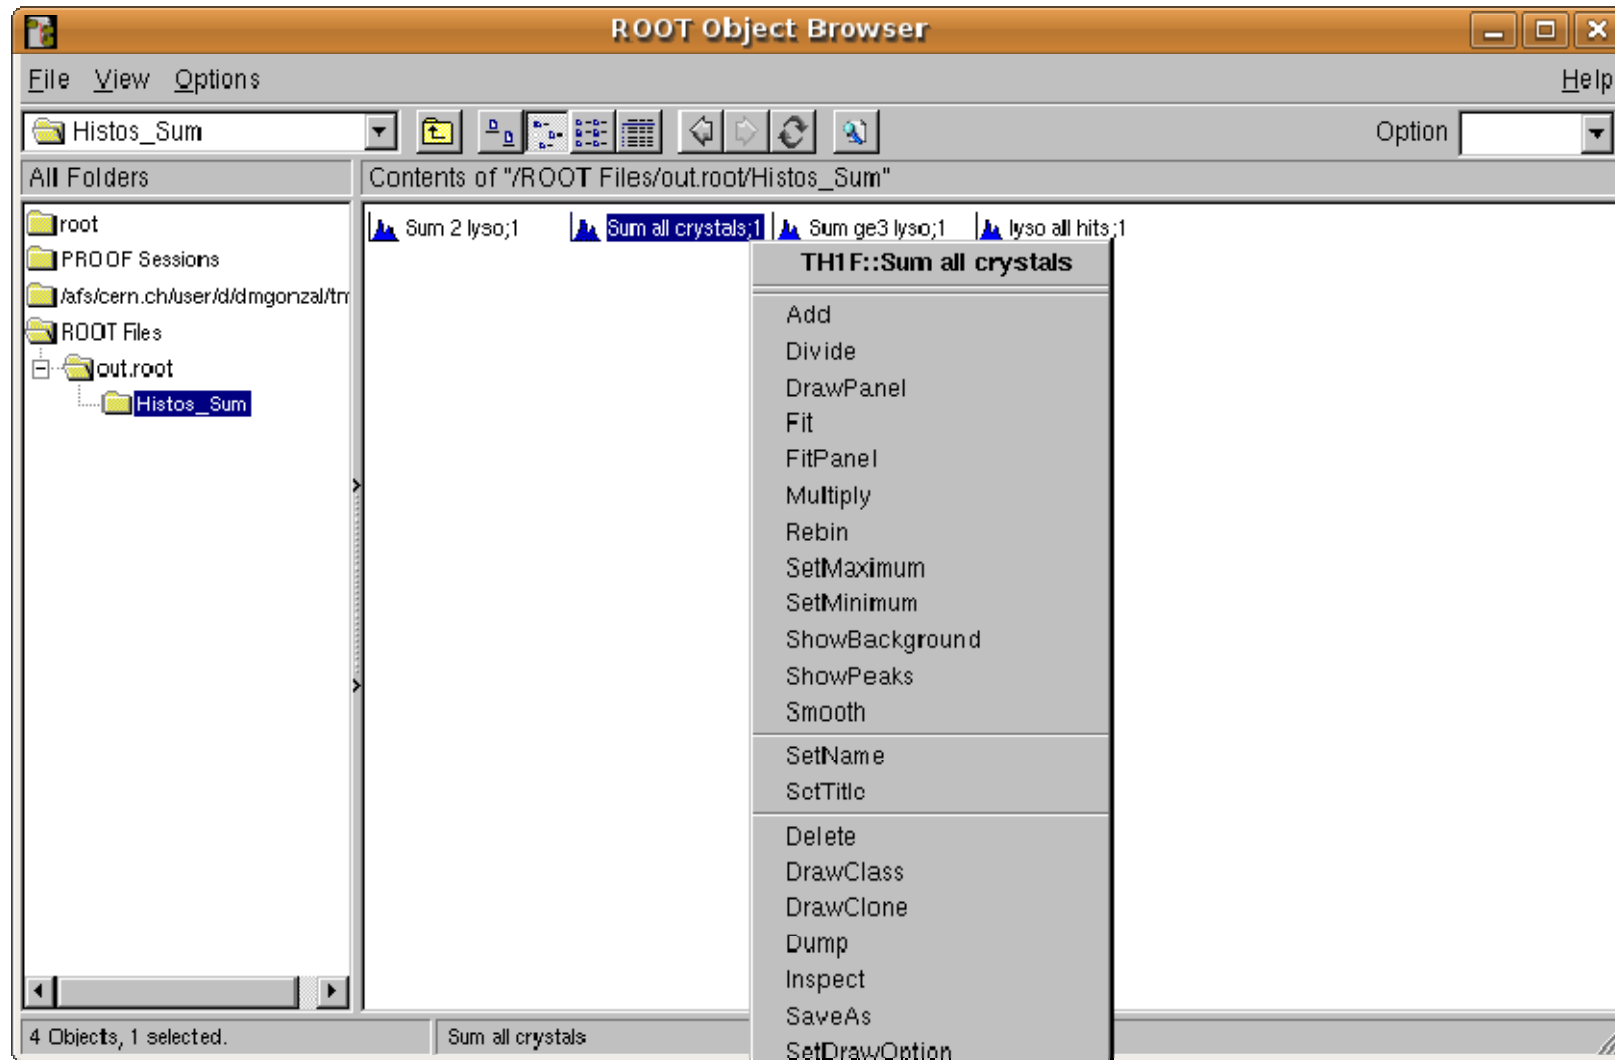 ROOT Object Browser
File View Options Help
Histos_Sum Option
All Folders Contents of "/ROOT Files/out.root/Histos_Sum"
root
PROOF Sessions
/afs/cern.ch/user/d/dmgonzal/tm
ROOT Files
out.root
Histos_Sum
Sum 2 lyso;1 Sum all crystals;1 Sum ge3 lyso;1 lyso all hits;1
TH1F::Sum all crystals
Add
Divide
DrawPanel
Fit
FitPanel
Multiply
Rebin
SetMaximum
SetMinimum
ShowBackground
ShowPeaks
Smooth
SetName
SetTitle
Delete
DrawClass
DrawClone
Dump
Inspect
SaveAs
SetDrawOption
4 Objects, 1 selected. Sum all crystals